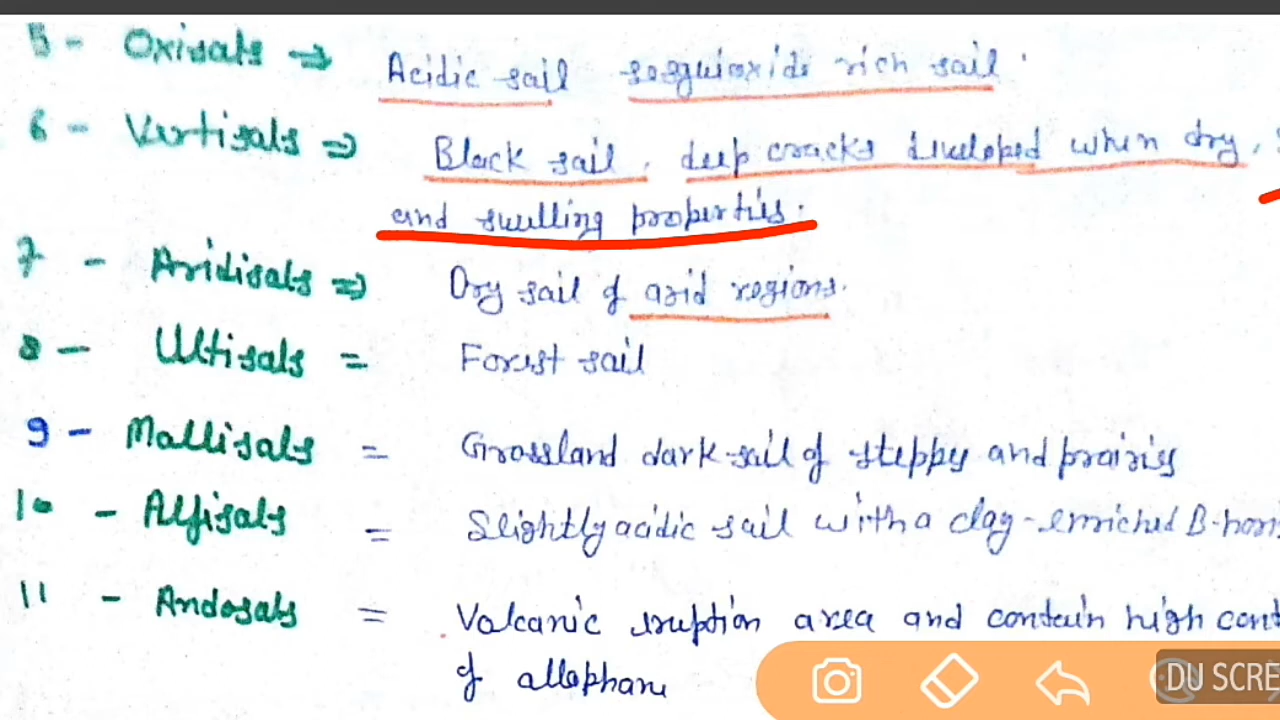 5 - Oxisols ⇒ Acidic soil sesquioxide rich soil.
6 - Vertisols ⇒ Black soil, deep cracks developed when dry,
and swelling properties.
7 - Aridisols ⇒ Dry soil of arid regions.
8 - Ultisols = Forest soil
9 - Mollisols = Grassland dark soil of steppy and prairies
10 - Alfisols = Slightly acidic soil with a clay-enriched B-hori
11 - Andosols = Volcanic eruption area and contain high cont
of allophane
DU SCRE